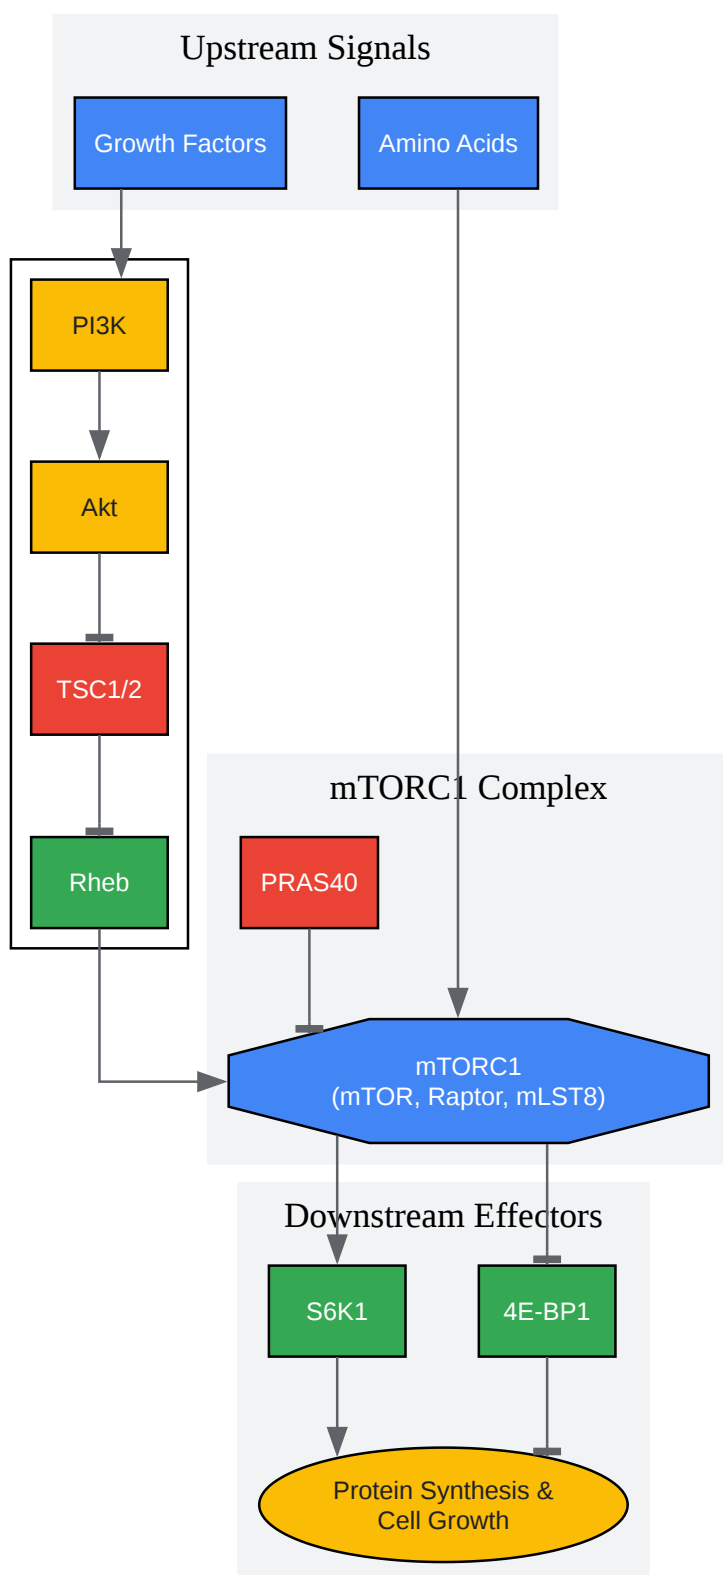 Upstream Signals
Growth Factors
Amino Acids
PI3K
Akt
TSC1/2
mTORC1 Complex
Rheb
PRAS40
mTORC1
(mTOR, Raptor, mLST8)
Downstream Effectors
S6K1
4E-BP1
Protein Synthesis &
Cell Growth